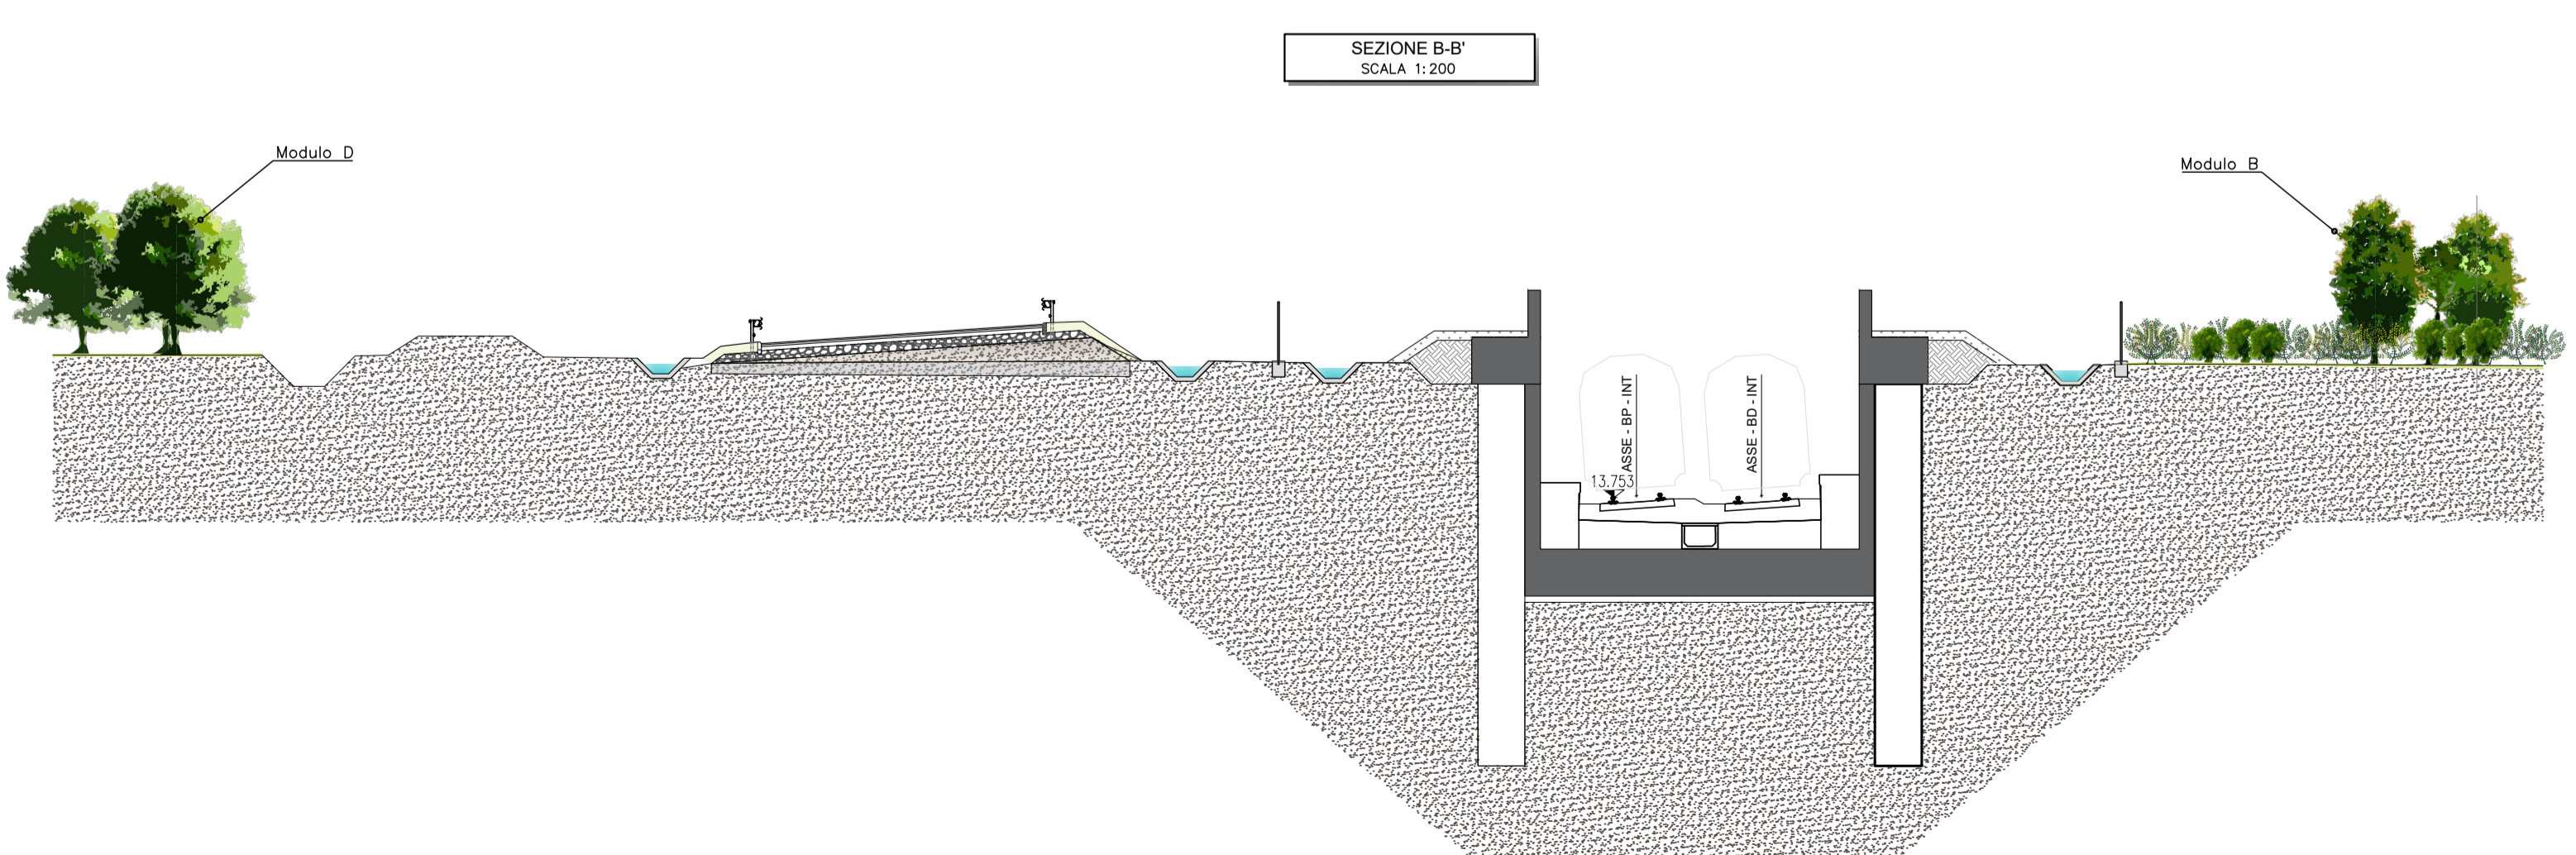 SEZIONE B-B'
SCALA 1:200
Modulo D
Modulo B
ASSE - BP - INT
ASSE - BD - INT
13.753